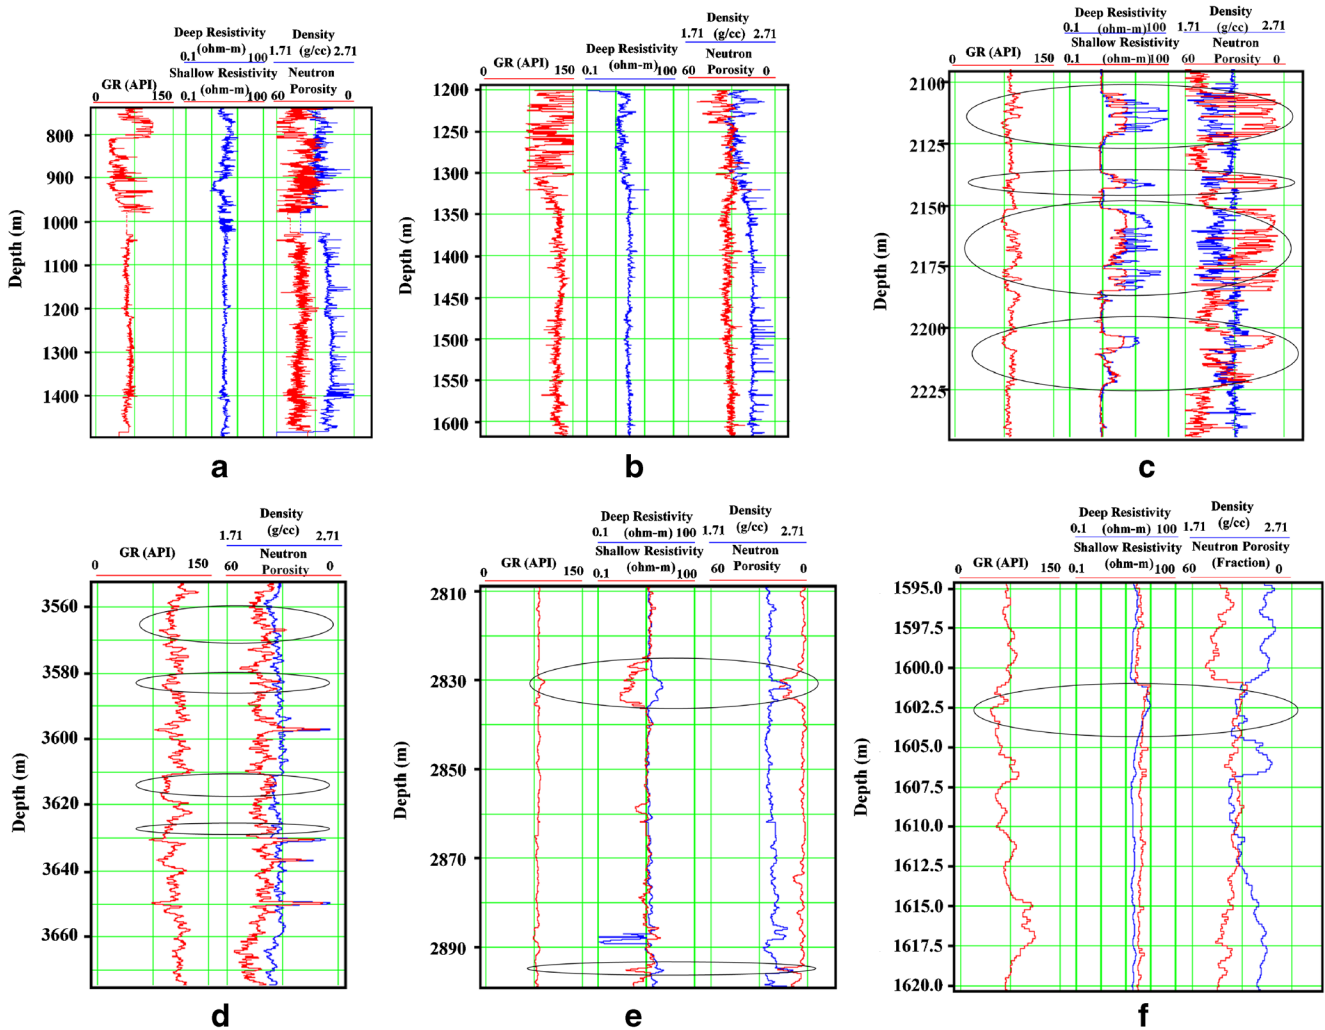 Deep Resistivity
(ohm-m)
0.1 100
Shallow Resistivity
(ohm-m)
0.1 100
Density
(g/cc)
1.71 2.71
Neutron
Porosity
60 0
GR (API)
0 150
Depth (m)
800
900
1000
1100
1200
1300
1400
a
Density
(g/cc)
1.71 2.71
Neutron
Porosity
60 0
Deep Resistivity
(ohm-m)
0.1 100
GR (API)
0 150
Depth (m)
1200
1250
1300
1350
1400
1450
1500
1550
1600
b
Deep Resistivity
0.1 (ohm-m) 100
Shallow Resistivity
0.1 (ohm-m) 100
Density
1.71 (g/cc) 2.71
Neutron
60 Porosity 0
GR (API)
0 150
Depth (m)
2100
2125
2150
2175
2200
2225
c
Density
(g/cc)
1.71 2.71
Neutron
Porosity
60 0
GR (API)
0 150
Depth (m)
3560
3580
3600
3620
3640
3660
d
Deep Resistivity
0.1 (ohm-m) 100
Shallow Resistivity
(ohm-m)
0.1 100
Density
1.71 (g/cc) 2.71
Neutron
Porosity
60 0
GR (API)
0 150
Depth (m)
2810
2830
2850
2870
2890
e
Deep Resistivity
0.1 (ohm-m) 100
Shallow Resistivity
(ohm-m)
0.1 100
Density
1.71 (g/cc) 2.71
Neutron Porosity
(Fraction)
60 0
GR (API)
0 150
Depth (m)
1595.0
1597.5
1600.0
1602.5
1605.0
1607.5
1610.0
1612.5
1615.0
1617.5
1620.0
f